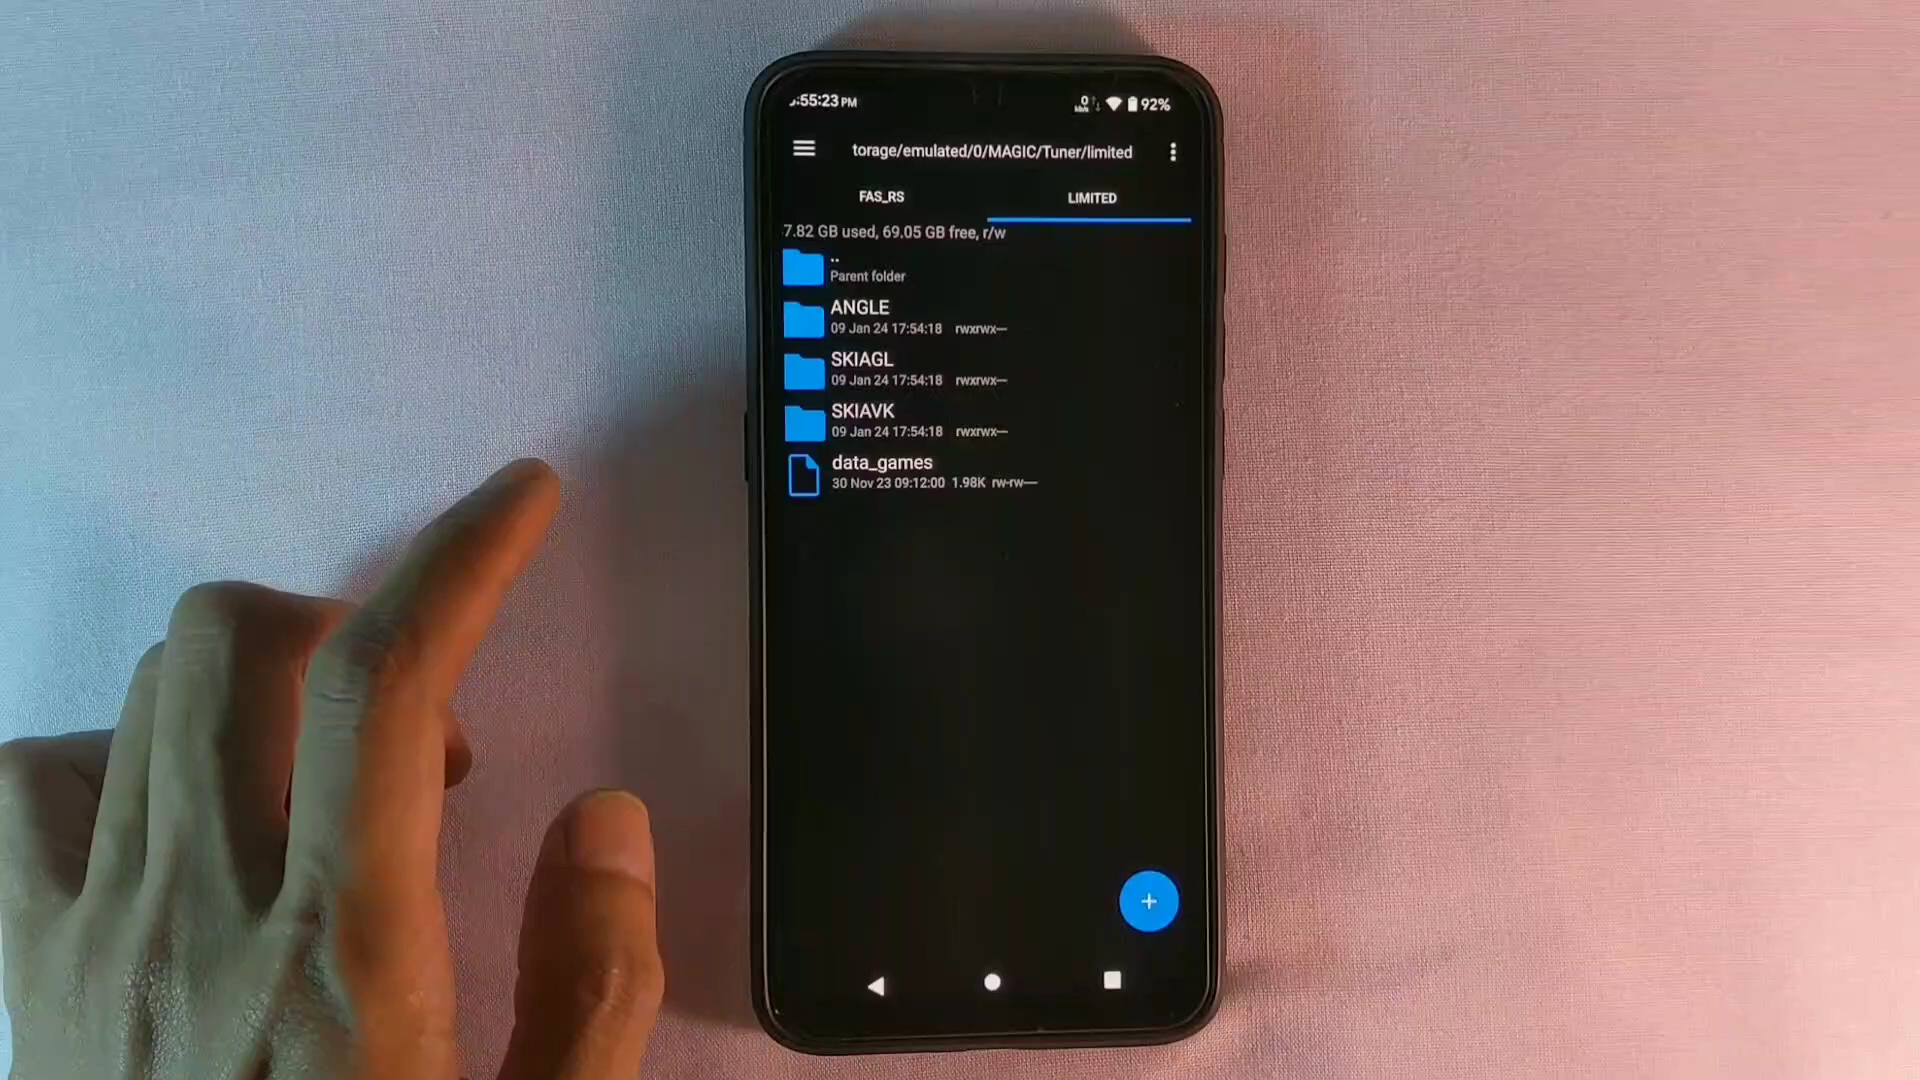 :55:23 PM
92%
torage/emulated/0/MAGIC/Tuner/limited
FAS_RS
LIMITED
7.82 GB used, 69.05 GB free, r/w
..
Parent folder
ANGLE
09 Jan 24 17:54:18 rwxrwx---
SKIAGL
09 Jan 24 17:54:18 rwxrwx---
SKIAVK
09 Jan 24 17:54:18 rwxrwx---
data_games
30 Nov 23 09:12:00 1.98K rw-rw----